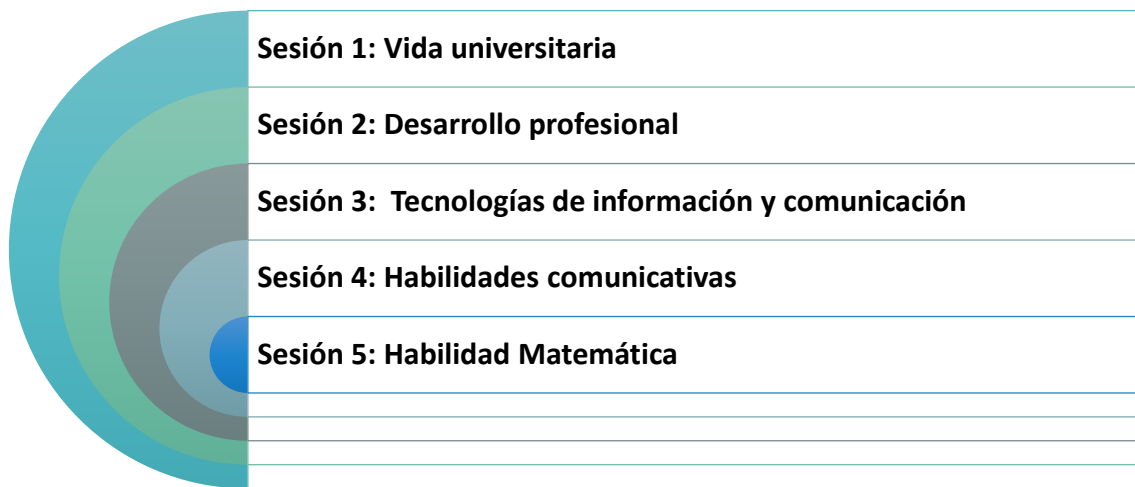 Sesión 1: Vida universitaria
Sesión 2: Desarrollo profesional
Sesión 3:  Tecnologías de información y comunicación
Sesión 4: Habilidades comunicativas
Sesión 5: Habilidad Matemática